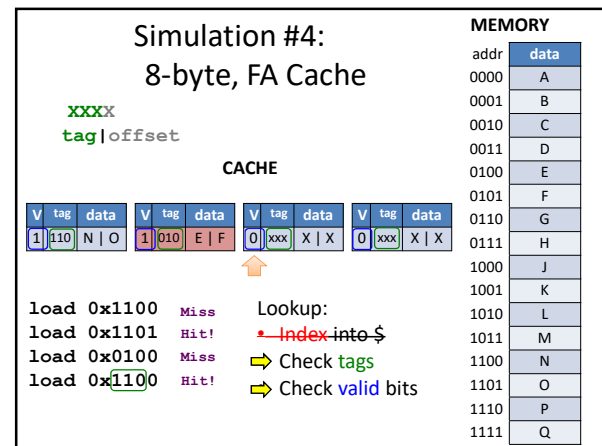 Simulation #4:
8-byte, FA Cache
xxxx
tag|offset
CACHE
V tag data V tag data V tag data V tag data
1 110 N | O 1 010 E | F 0 xxx X | X 0 xxx X | X
load 0x1100 Miss
load 0x1101 Hit!
load 0x0100 Miss
load 0x1100 Hit!
Lookup:
• Index into $
Check tags
Check valid bits
MEMORY
addr data
0000 A
0001 B
0010 C
0011 D
0100 E
0101 F
0110 G
0111 H
1000 J
1001 K
1010 L
1011 M
1100 N
1101 O
1110 P
1111 Q